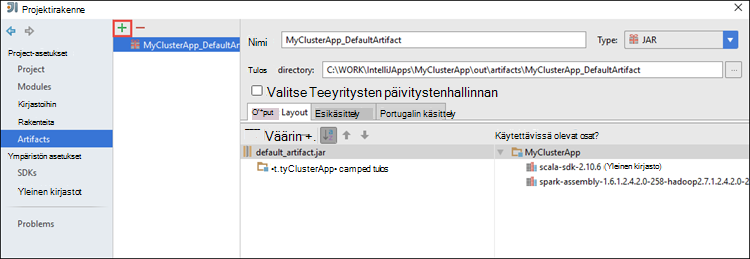 Projektirakenne
Project-asetukset
Project
Modules
Kirjastoihin
Rakenteita
Artifacts
Ympäristön asetukset
SDKs
Yleinen kirjastot
Problems
MyClusterApp_DefaultArtifact
Nimi MyClusterApp_DefaultArtifact Type: JAR
Tulos directory: C:\WORK\IntelliJApps\MyClusterApp\out\artifacts\MyClusterApp_DefaultArtifact ...
Valitse Teeyritysten päivitystenhallinnan
O'*put Layout Esikäsittely Portugalin käsittely
Väärin +. Käytettävissä olevat osat?
default_artifact.jar
•t.tyClusterApp• camped tulos
MyClusterApp
scala-sdk-2.10.6 (Yleinen kirjasto)
spark-assembly-1.6.1.2.4.2.0-258-hadoop2.7.1.2.4.2.0-2